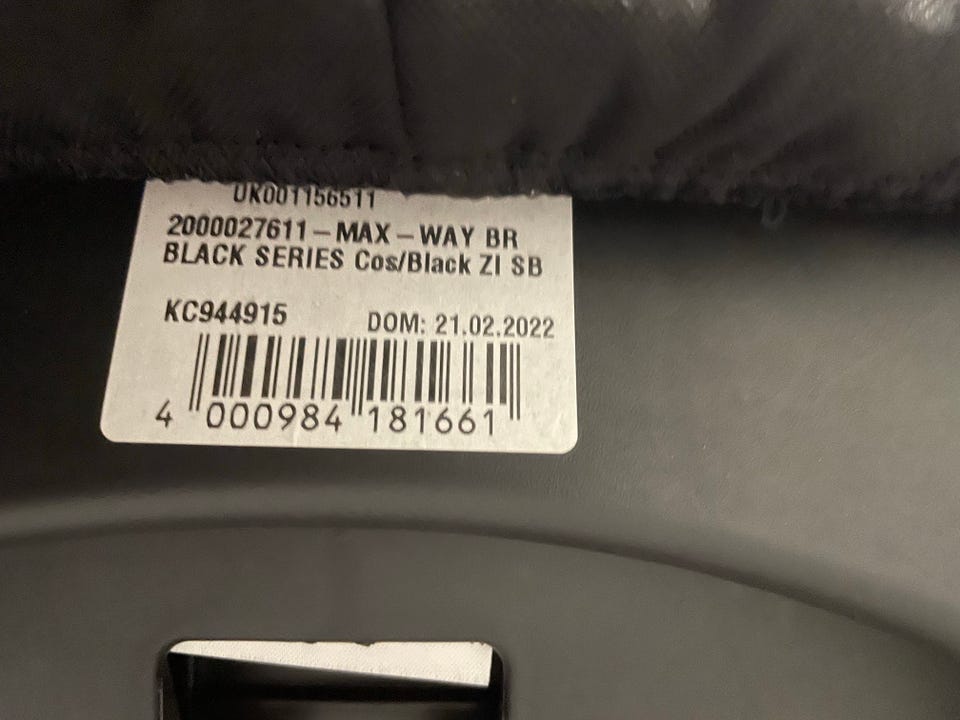 UK001156511
2000027611-MAX-WAY BR
BLACK SERIES Cos/Black ZI SB
KC944915 DOM: 21.02.2022
4 000984 181661